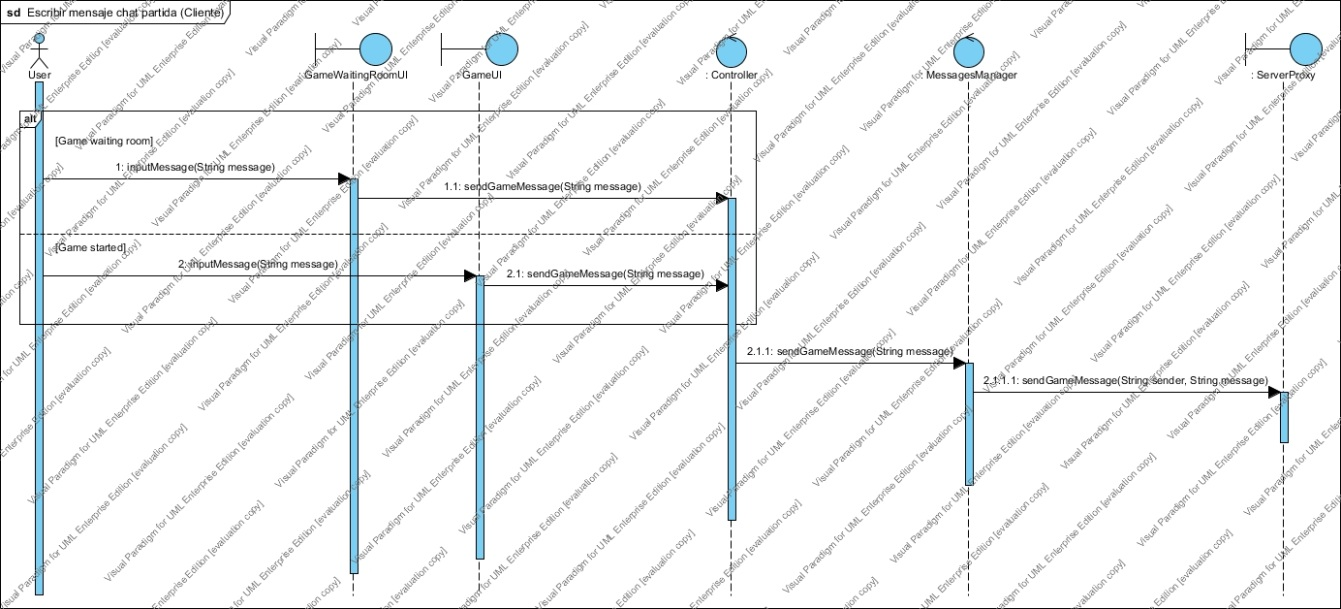 sd Escribir mensaje chat partida (Cliente)
User
GameWaitingRoomUI
: GameUI
: Controller
MessagesManager
: ServerProxy
alt
[Game waiting room]
1: inputMessage(String message)
1.1: sendGameMessage(String message)
[Game started]
2: inputMessage(String message)
2.1: sendGameMessage(String message)
2.1.1: sendGameMessage(String message)
2.1.1.1: sendGameMessage(String sender, String message)
Visual Paradigm for UML Enterprise Edition [evaluation copy]